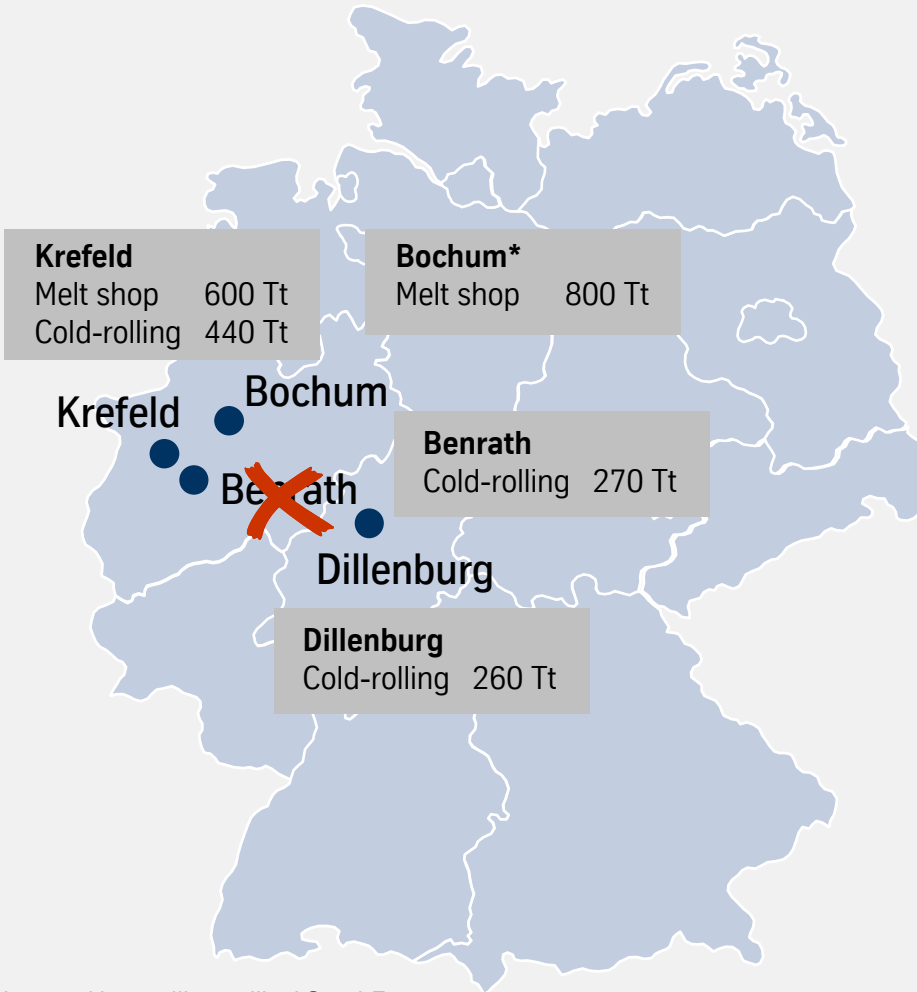 Krefeld
Melt shop 600 Tt
Cold-rolling 440 Tt
Bochum*
Melt shop 800 Tt
Bochum
Krefeld
Benrath
Cold-rolling 270 Tt
Benrath
Dillenburg
Dillenburg
Cold-rolling 260 Tt